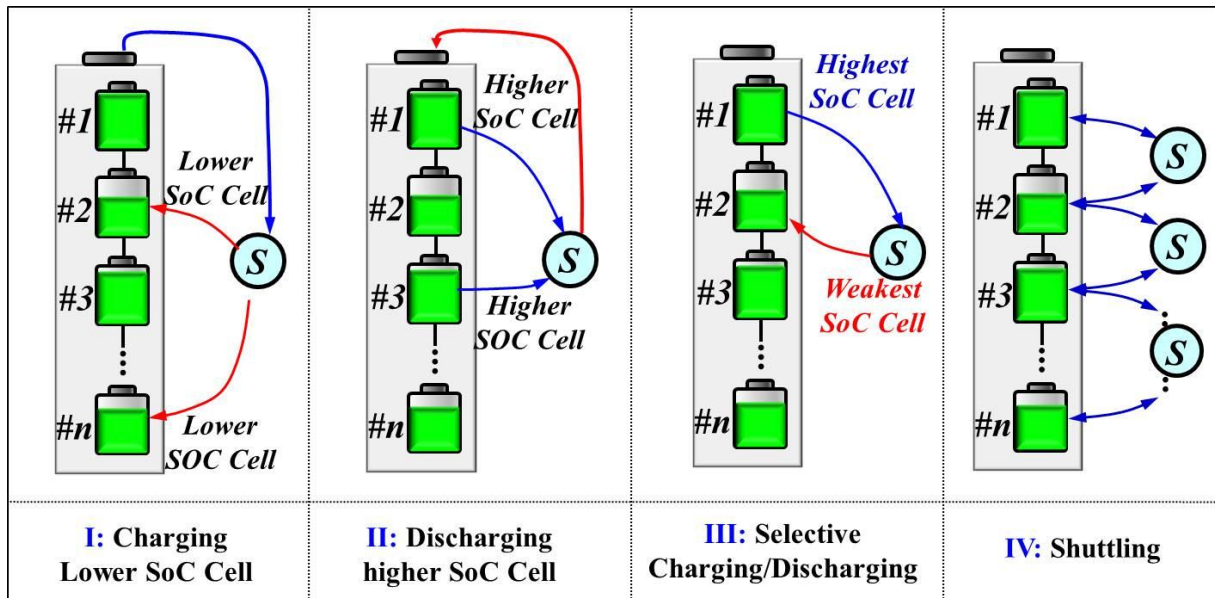 #1
#2
#3
#n
Lower
SoC Cell
S
Lower
SOC Cell
I: Charging
Lower SoC Cell
#1
#2
#3
#n
Higher
SoC Cell
S
Higher
SOC Cell
II: Discharging
higher SoC Cell
#1
#2
#3
#n
Highest
SoC Cell
S
Weakest
SoC Cell
III: Selective
Charging/Discharging
#1
#2
#3
#n
S
S
S
IV: Shuttling